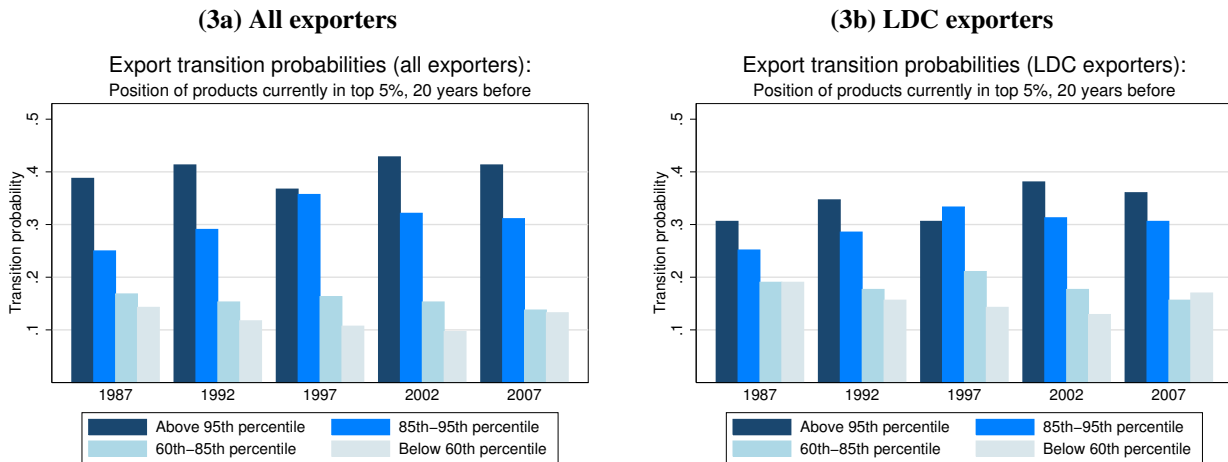 (3a) All exporters
Export transition probabilities (all exporters):
Position of products currently in top 5%, 20 years before
Transition probability
.5
.4
.3
.2
.1
1987 1992 1997 2002 2007
Above 95th percentile 85th−95th percentile
60th−85th percentile Below 60th percentile
(3b) LDC exporters
Export transition probabilities (LDC exporters):
Position of products currently in top 5%, 20 years before
Transition probability
.5
.4
.3
.2
.1
1987 1992 1997 2002 2007
Above 95th percentile 85th−95th percentile
60th−85th percentile Below 60th percentile